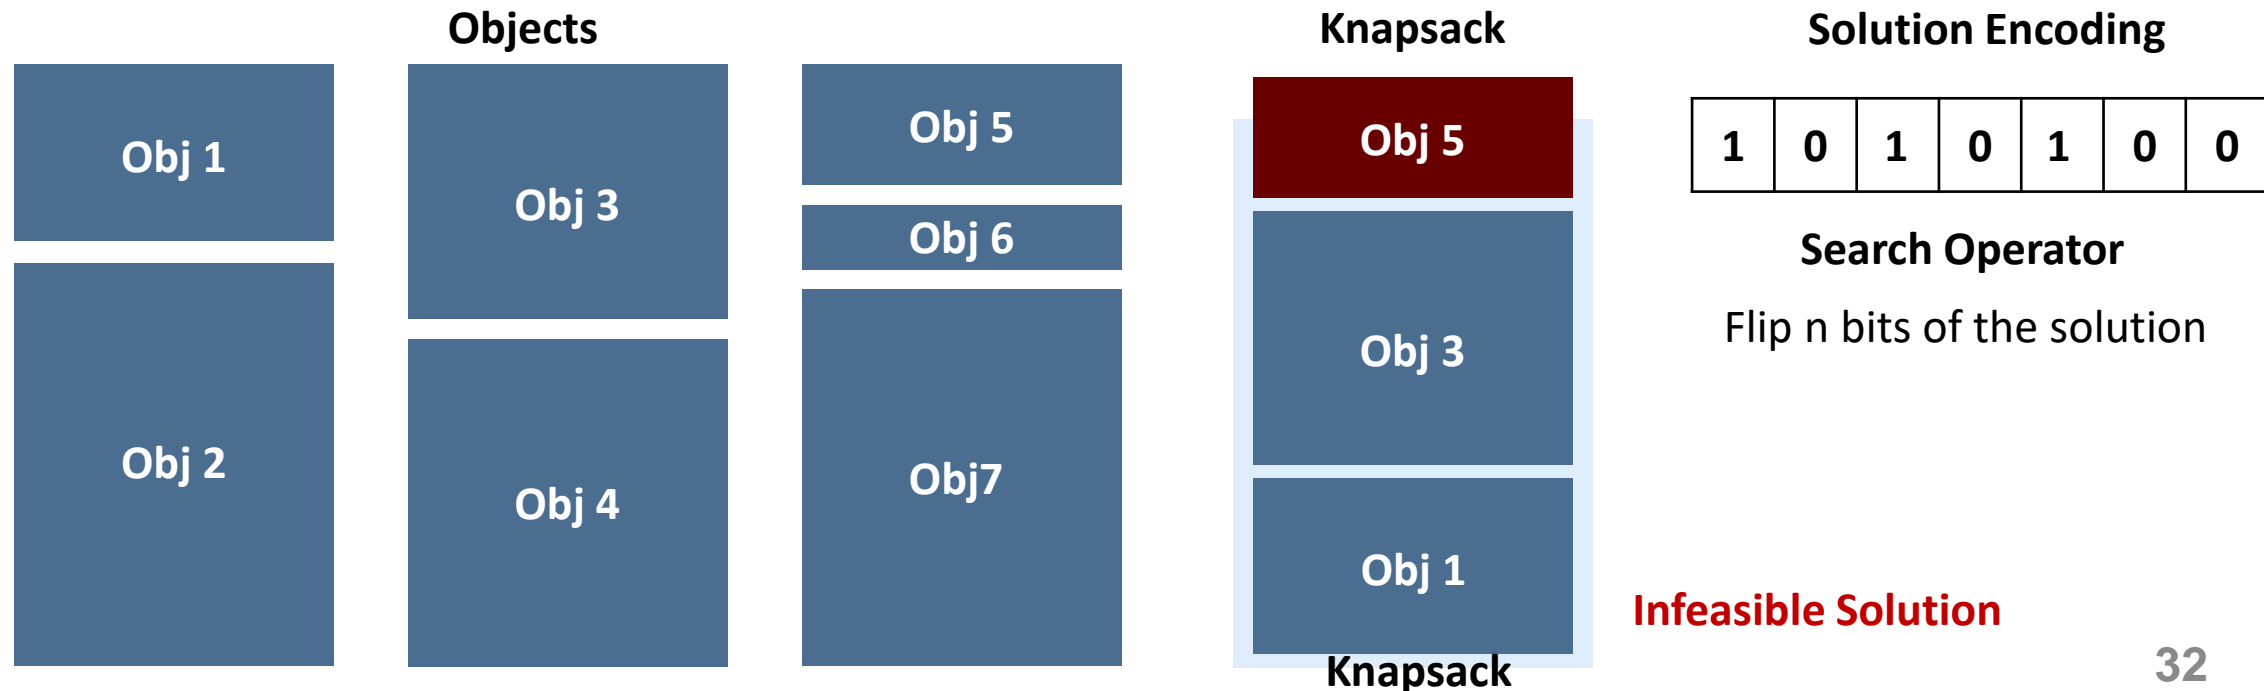 Objects
Obj 1
Obj 2
Obj 3
Obj 4
Obj 5
Obj 6
Obj7
Knapsack
Obj 5
Obj 3
Obj 1
Knapsack
Solution Encoding
1 0 1 0 1 0 0
Search Operator
Flip n bits of the solution
Infeasible Solution
32